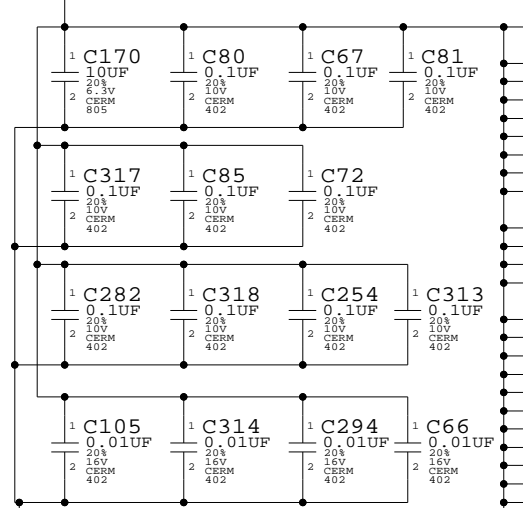 1 C170
10UF
20%
6.3V
2 CERM
805
1 C80
0.1UF
20%
10V
2 CERM
402
1 C67
0.1UF
20%
10V
2 CERM
402
1 C81
0.1UF
20%
10V
2 CERM
402
1 C317
0.1UF
20%
10V
2 CERM
402
1 C85
0.1UF
20%
10V
2 CERM
402
1 C72
0.1UF
20%
10V
2 CERM
402
1 C282
0.1UF
20%
10V
2 CERM
402
1 C318
0.1UF
20%
10V
2 CERM
402
1 C254
0.1UF
20%
10V
2 CERM
402
1 C313
0.1UF
20%
10V
2 CERM
402
1 C105
0.01UF
20%
16V
2 CERM
402
1 C314
0.01UF
20%
16V
2 CERM
402
1 C294
0.01UF
20%
16V
2 CERM
402
1 C66
0.01UF
20%
16V
2 CERM
402